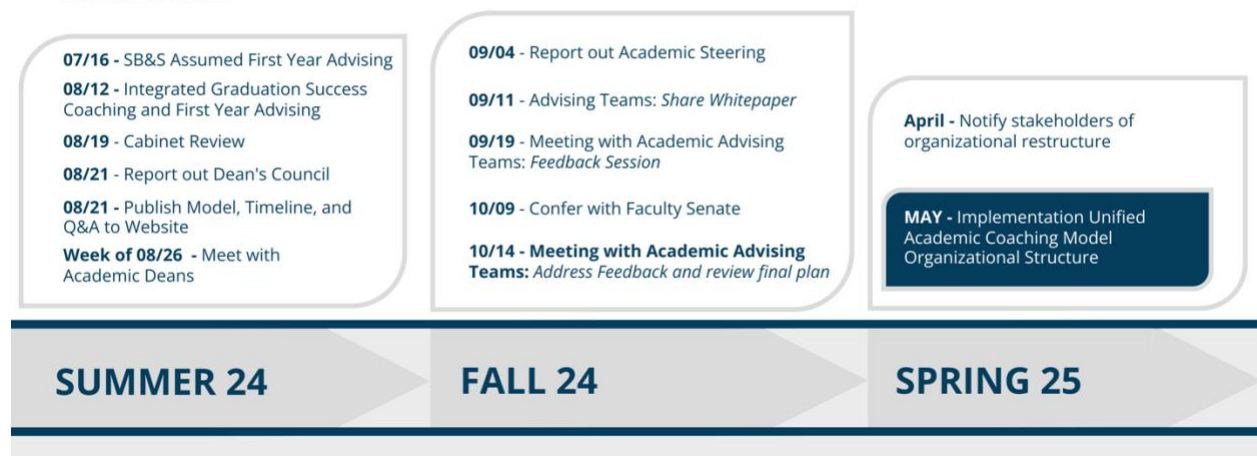 07/16 - SB&S Assumed First Year Advising
08/12 - Integrated Graduation Success
Coaching and First Year Advising
08/19 - Cabinet Review
08/21 - Report out Dean's Council
08/21 - Publish Model, Timeline, and
Q&A to Website
Week of 08/26 - Meet with
Academic Deans
09/04 - Report out Academic Steering
09/11 - Advising Teams: Share Whitepaper
09/19 - Meeting with Academic Advising
Teams: Feedback Session
10/09 - Confer with Faculty Senate
10/14 - Meeting with Academic Advising
Teams: Address Feedback and review final plan
April - Notify stakeholders of
organizational restructure
MAY - Implementation Unified
Academic Coaching Model
Organizational Structure
SUMMER 24
FALL 24
SPRING 25